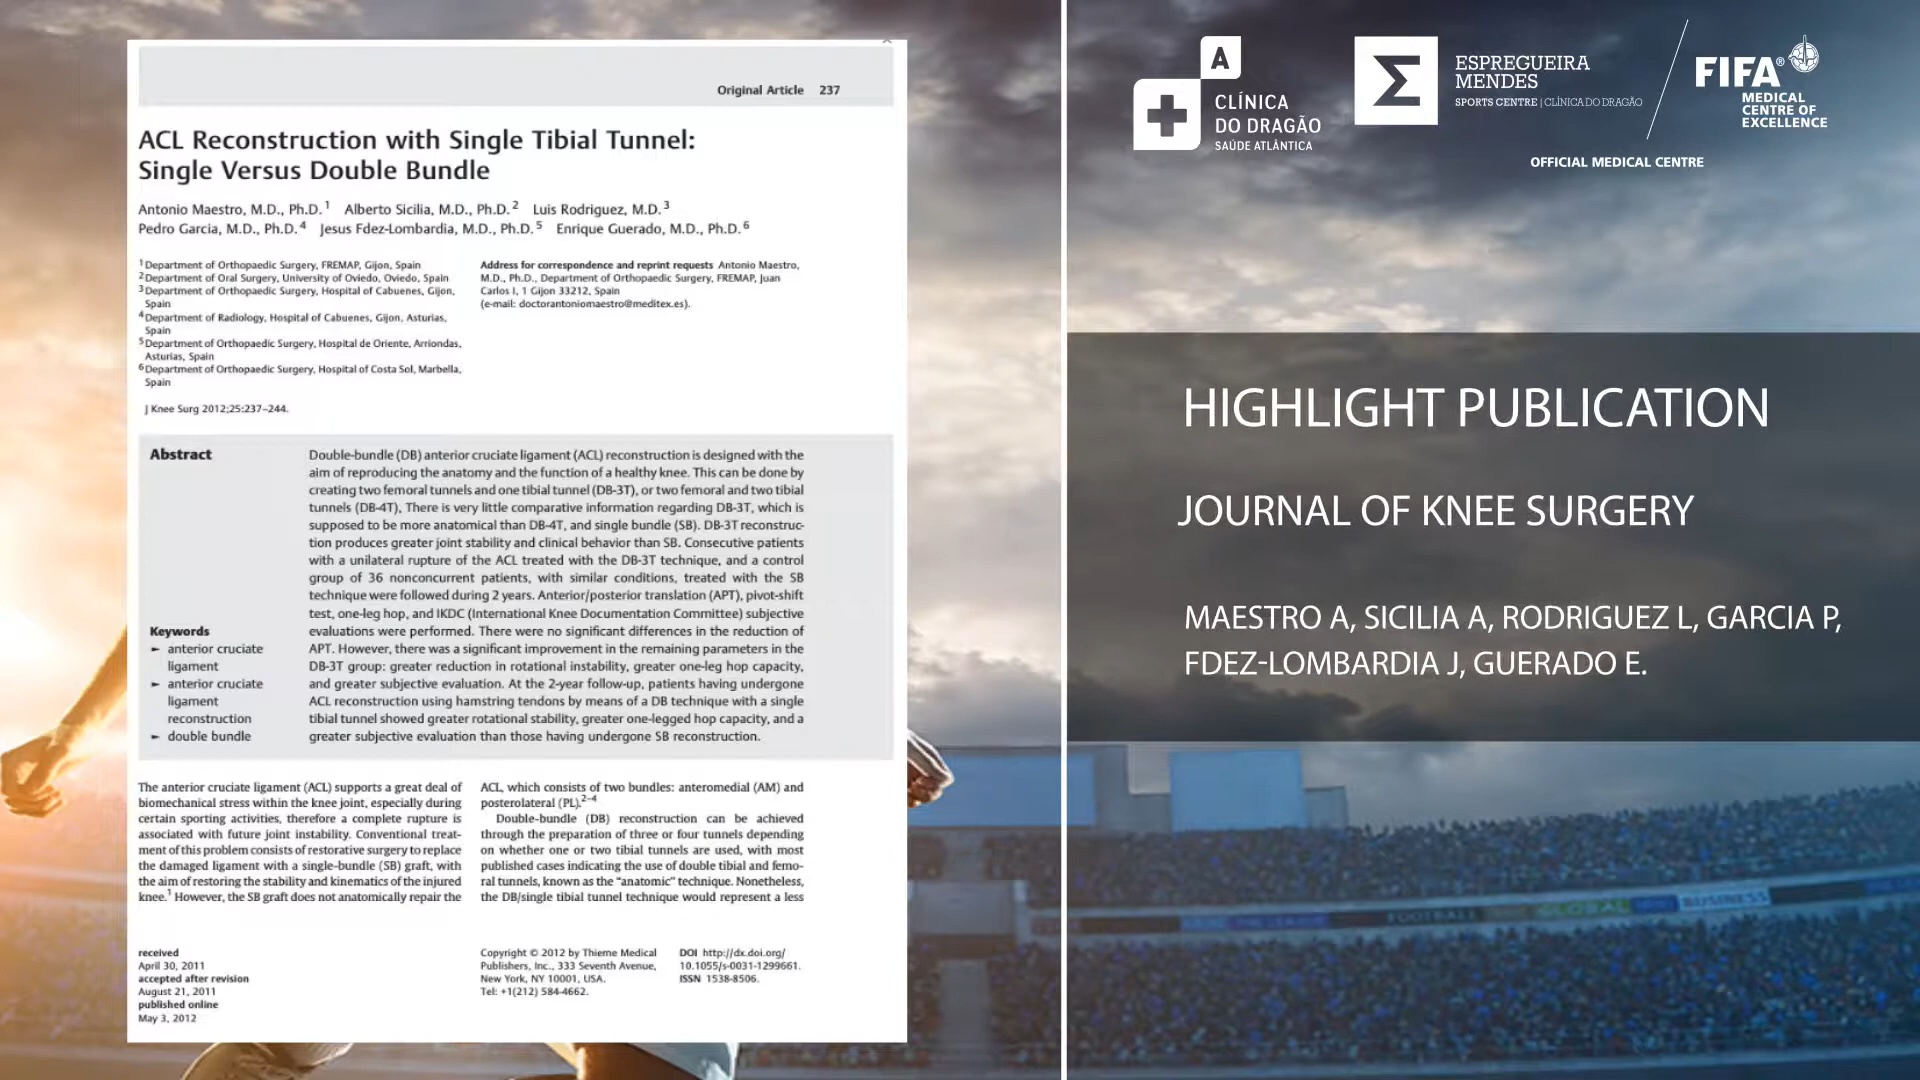 Original Article 237
ACL Reconstruction with Single Tibial Tunnel:
Single Versus Double Bundle
Antonio Maestro, M.D., Ph.D.1 Alberto Sicilia, M.D., Ph.D.2 Luis Rodriguez, M.D.3
Pedro Garcia, M.D., Ph.D.4 Jesus Fdez-Lombardia, M.D., Ph.D.5 Enrique Guerado, M.D., Ph.D.6
1 Department of Orthopaedic Surgery, FREMAP, Gijon, Spain
2 Department of Oral Surgery, University of Oviedo, Oviedo, Spain
3 Department of Orthopaedic Surgery, Hospital of Cabuenes, Gijon,
Spain
4 Department of Radiology, Hospital of Cabuenes, Gijon, Asturias,
Spain
5 Department of Orthopaedic Surgery, Hospital de Oriente, Arriondas,
Asturias, Spain
6 Department of Orthopaedic Surgery, Hospital of Costa Sol, Marbella,
Spain
Address for correspondence and reprint requests Antonio Maestro,
M.D., Ph.D., Department of Orthopaedic Surgery, FREMAP, Juan
Carlos I, 1 Gijon 33212, Spain
(e-mail: doctorantoniomaestro@meditex.es).
J Knee Surg 2012;25:237–244.
Abstract
Double-bundle (DB) anterior cruciate ligament (ACL) reconstruction is designed with the
aim of reproducing the anatomy and the function of a healthy knee. This can be done by
creating two femoral tunnels and one tibial tunnel (DB-3T), or two femoral and two tibial
tunnels (DB-4T), There is very little comparative information regarding DB-3T, which is
supposed to be more anatomical than DB-4T, and single bundle (SB). DB-3T reconstruc-
tion produces greater joint stability and clinical behavior than SB. Consecutive patients
with a unilateral rupture of the ACL treated with the DB-3T technique, and a control
group of 36 nonconcurrent patients, with similar conditions, treated with the SB
technique were followed during 2 years. Anterior/posterior translation (APT), pivot-shift
test, one-leg hop, and IKDC (International Knee Documentation Committee) subjective
evaluations were performed. There were no significant differences in the reduction of
APT. However, there was a significant improvement in the remaining parameters in the
DB-3T group: greater reduction in rotational instability, greater one-leg hop capacity,
and greater subjective evaluation. At the 2-year follow-up, patients having undergone
ACL reconstruction using hamstring tendons by means of a DB technique with a single
tibial tunnel showed greater rotational stability, greater one-legged hop capacity, and a
greater subjective evaluation than those having undergone SB reconstruction.
Keywords
► anterior cruciate
ligament
► anterior cruciate
ligament
reconstruction
► double bundle
The anterior cruciate ligament (ACL) supports a great deal of
biomechanical stress within the knee joint, especially during
certain sporting activities, therefore a complete rupture is
associated with future joint instability. Conventional treat-
ment of this problem consists of restorative surgery to replace
the damaged ligament with a single-bundle (SB) graft, with
the aim of restoring the stability and kinematics of the injured
knee.1 However, the SB graft does not anatomically repair the
ACL, which consists of two bundles: anteromedial (AM) and
posterolateral (PL).2–4
Double-bundle (DB) reconstruction can be achieved
through the preparation of three or four tunnels depending
on whether one or two tibial tunnels are used, with most
published cases indicating the use of double tibial and femo-
ral tunnels, known as the "anatomic" technique. Nonetheless,
the DB/single tibial tunnel technique would represent a less
received
April 30, 2011
accepted after revision
August 21, 2011
published online
May 3, 2012
Copyright © 2012 by Thieme Medical
Publishers, Inc., 333 Seventh Avenue,
New York, NY 10001, USA.
Tel: +1(212) 584-4662.
DOI http://dx.doi.org/
10.1055/s-0031-1299661.
ISSN 1538-8506.
A
CLÍNICA
DO DRAGÃO
SAÚDE ATLÂNTICA
Σ
ESPREGUEIRA
MENDES
SPORTS CENTRE | CLÍNICA DO DRAGÃO
FIFA®
MEDICAL
CENTRE OF
EXCELLENCE
OFFICIAL MEDICAL CENTRE
HIGHLIGHT PUBLICATION
JOURNAL OF KNEE SURGERY
MAESTRO A, SICILIA A, RODRIGUEZ L, GARCIA P,
FDEZ-LOMBARDIA J, GUERADO E.
FOOTBALL GLOBAL BUSINESS